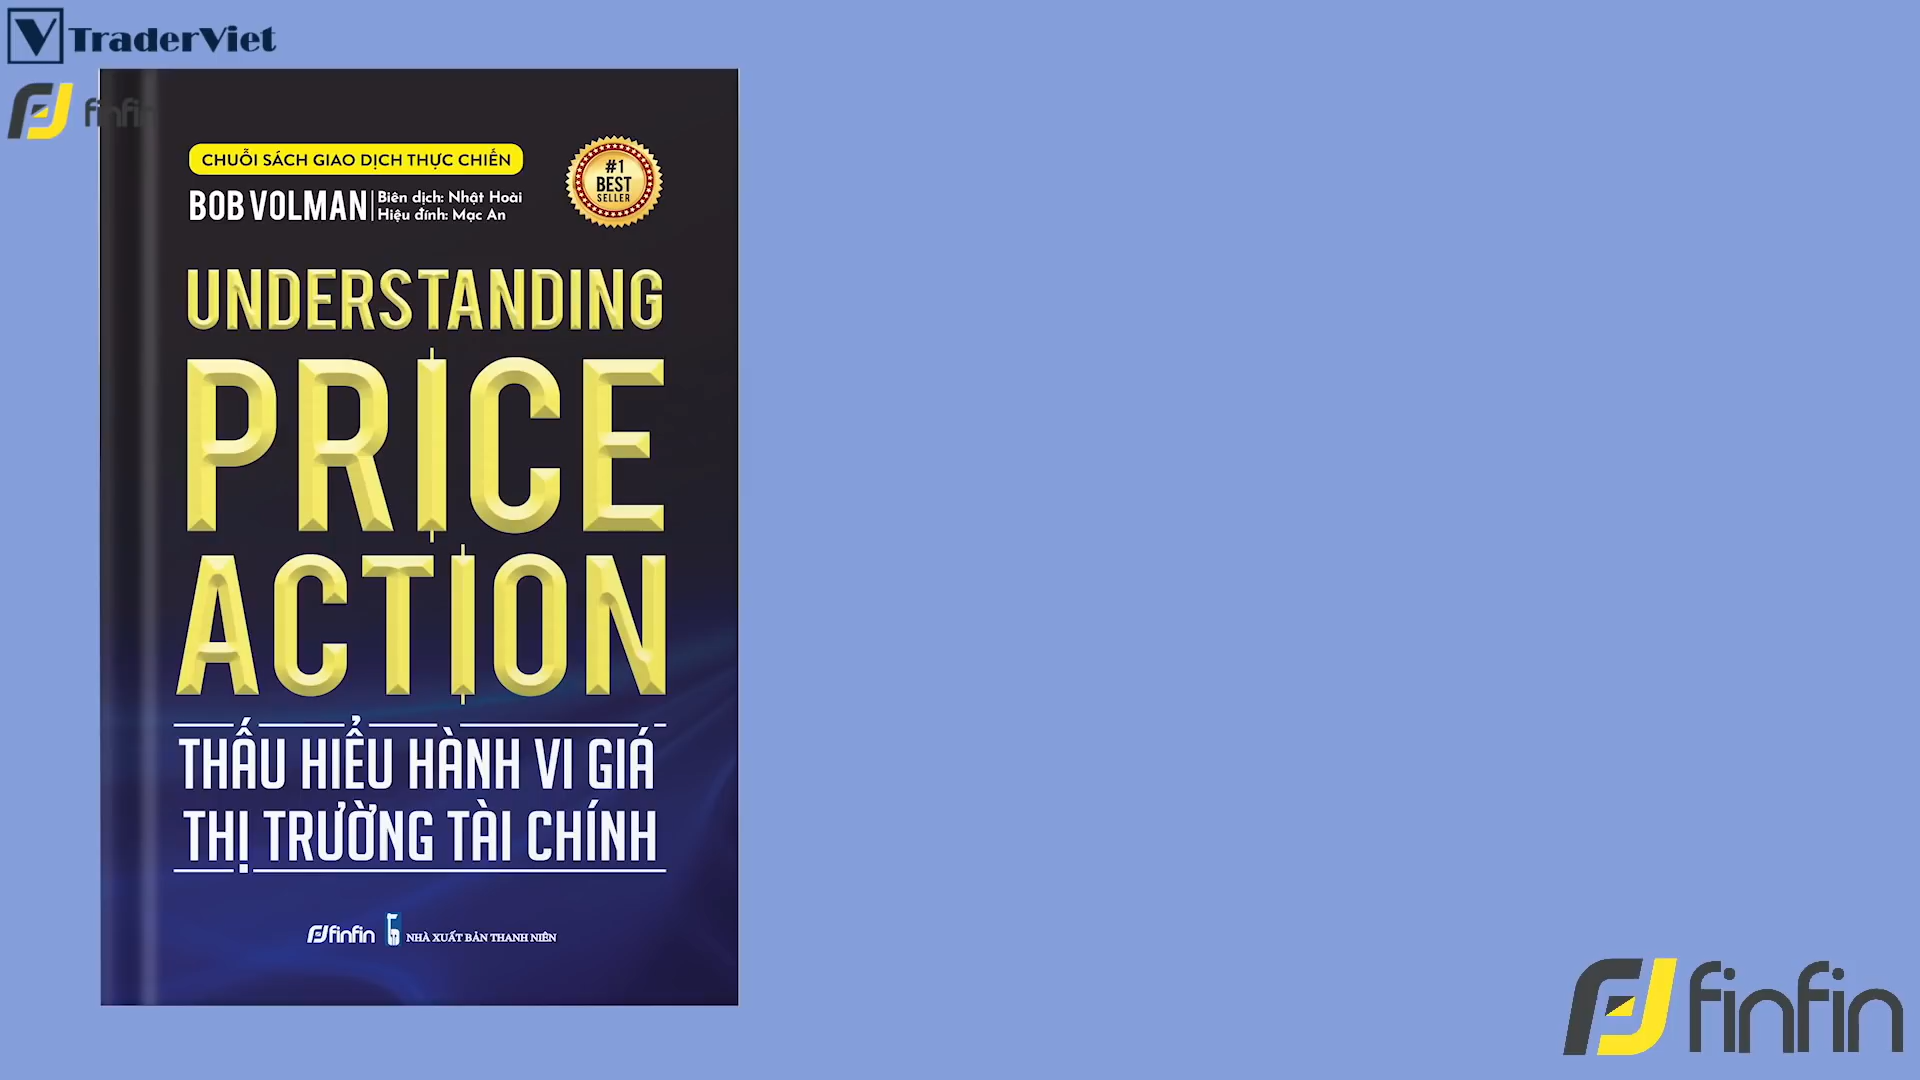 TraderViet
finfin
CHUỖI SÁCH GIAO DỊCH THỰC CHIẾN
BOB VOLMAN
Biên dịch: Nhật Hoài
Hiệu đính: Mạc An
#1
BEST
SELLER
UNDERSTANDING
PRICE
ACTION
THẤU HIỂU HÀNH VI GIÁ
THỊ TRƯỜNG TÀI CHÍNH
finfin
NHÀ XUẤT BẢN THANH NIÊN
finfin